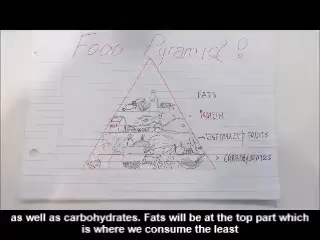 Food Pyramid!
FATS
PROTEIN
VEGETABLES & FRUITS
CARBOHYDRATES
as well as carbohydrates. Fats will be at the top part which
is where we consume the least